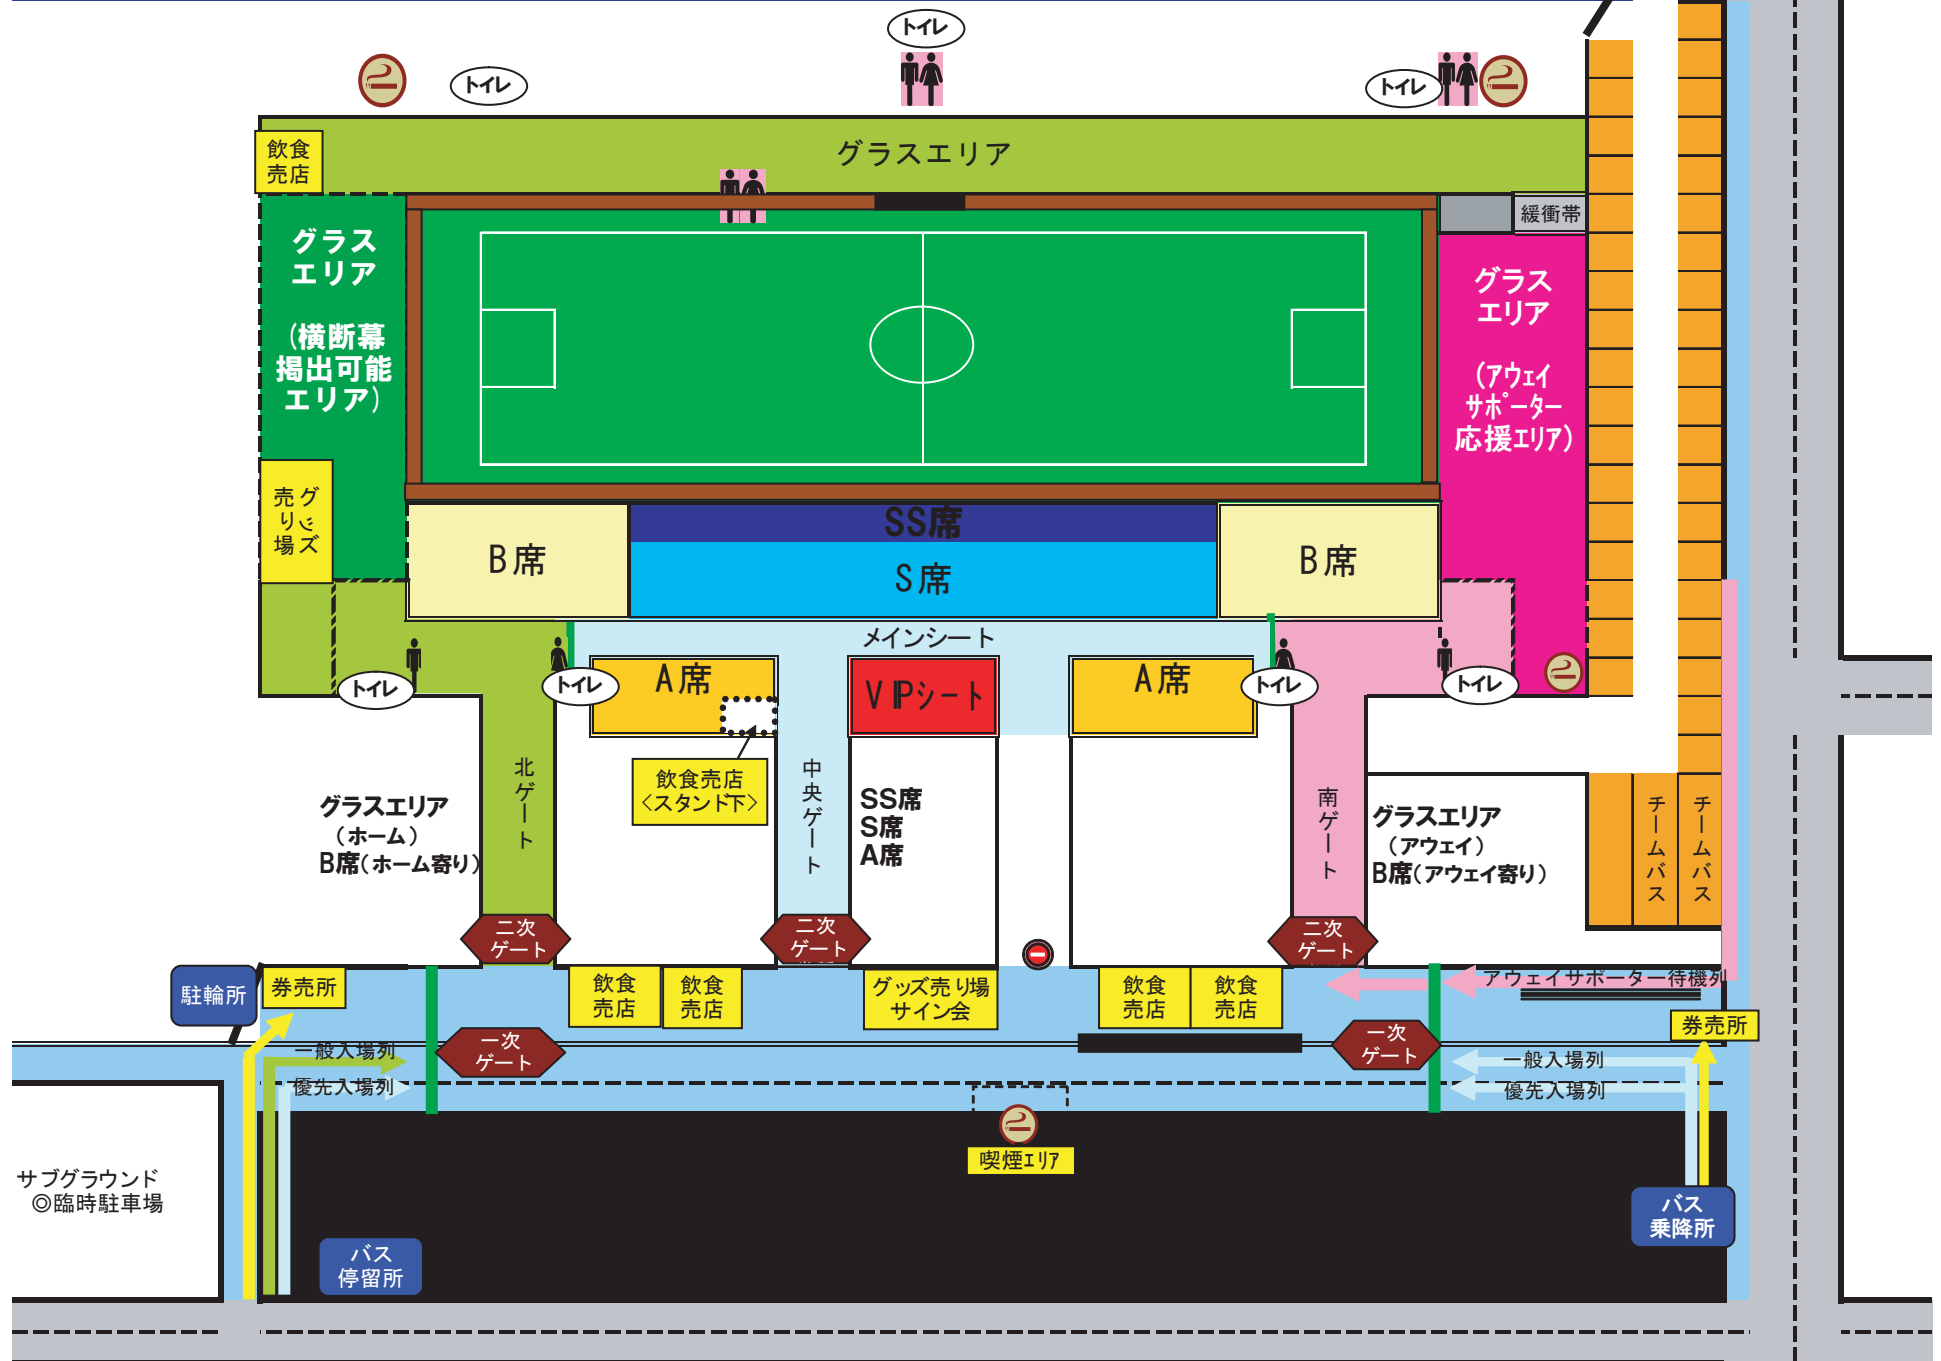 トイレ
トイレ
トイレ
飲食
売店
グラスエリア
緩衝帯
グラス
エリア
(横断幕
掲出可能
エリア)
グラス
エリア
(アウェイ
サポーター
応援エリア)
グッズ
売り場
B席
SS席
S席
B席
メインシート
トイレ
トイレ
A席
VIPシート
A席
トイレ
トイレ
飲食売店
<スタンド下>
北ゲート
中央ゲート
南ゲート
グラスエリア
(ホーム)
B席(ホーム寄り)
SS席
S席
A席
グラスエリア
(アウェイ)
B席(アウェイ寄り)
チームバス
チームバス
二次
ゲート
二次
ゲート
二次
ゲート
駐輪所
券売所
飲食
売店
飲食
売店
グッズ売り場
サイン会
飲食
売店
飲食
売店
アウェイサポーター待機列
券売所
一般入場列
一次
ゲート
一次
ゲート
一般入場列
優先入場列
優先入場列
喫煙エリア
サブグラウンド
◎臨時駐車場
バス
停留所
バス
乗降所